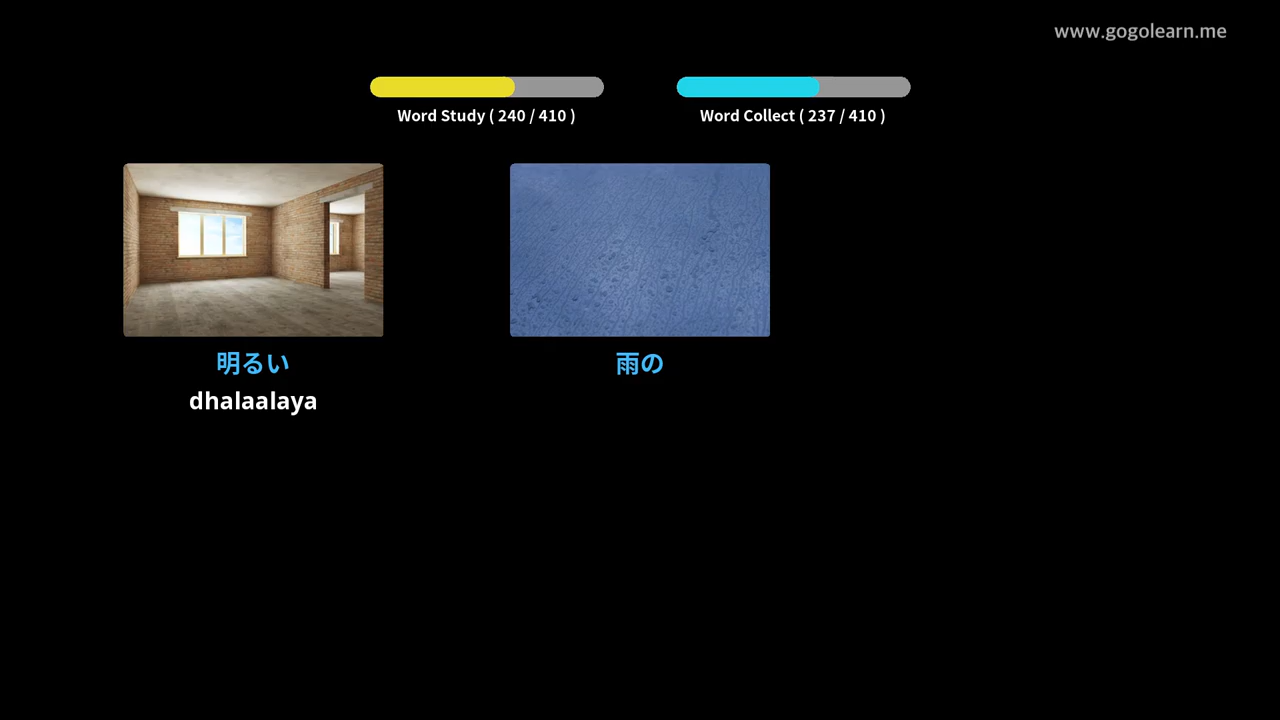 www.gogolearn.me
Word Study ( 240 / 410 )
Word Collect ( 237 / 410 )
明るい
dhalaalaya
雨の